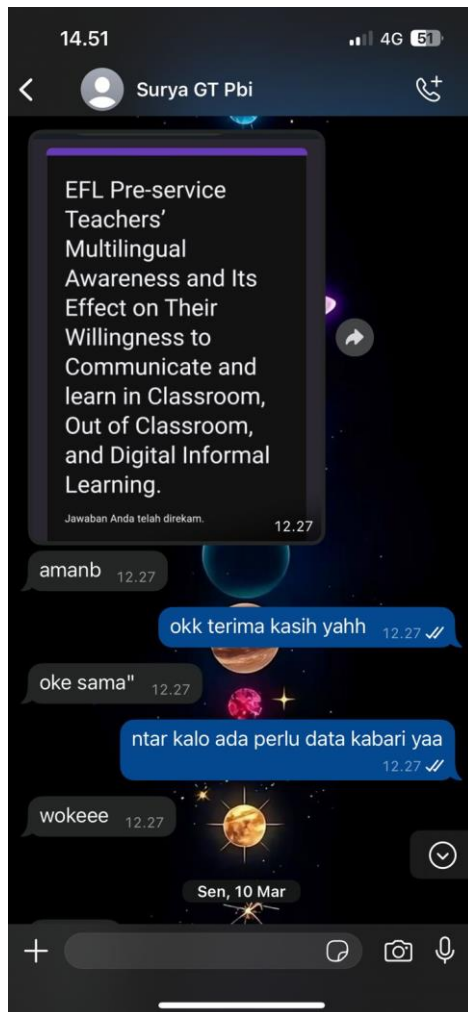 14.51
4G 51
Surya GT Pbi
EFL Pre-service
Teachers’
Multilingual
Awareness and Its
Effect on Their
Willingness to
Communicate and
learn in Classroom,
Out of Classroom,
and Digital Informal
Learning.
Jawaban Anda telah direkam.
12.27
amanb 12.27
okk terima kasih yahh 12.27
oke sama" 12.27
ntar kalo ada perlu data kabari yaa
12.27
wokeee 12.27
Sen, 10 Mar